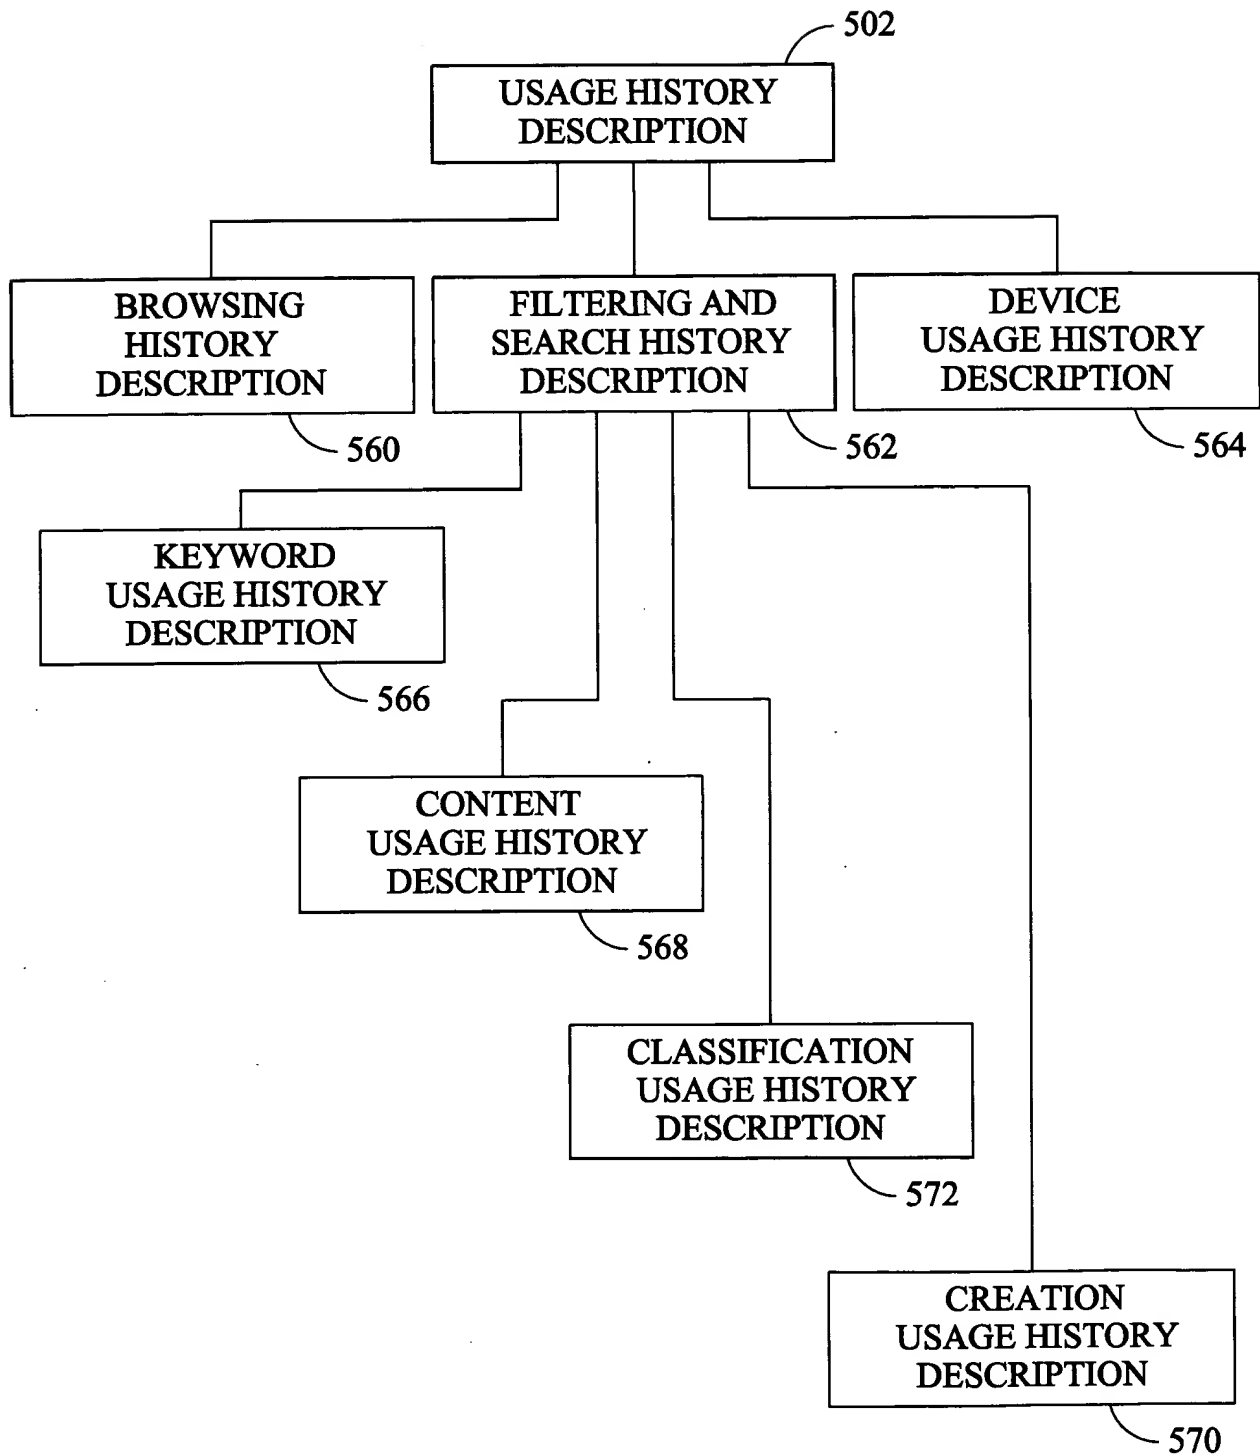 502
USAGE HISTORY
DESCRIPTION
BROWSING
HISTORY
DESCRIPTION
560
FILTERING AND
SEARCH HISTORY
DESCRIPTION
562
DEVICE
USAGE HISTORY
DESCRIPTION
564
KEYWORD
USAGE HISTORY
DESCRIPTION
566
CONTENT
USAGE HISTORY
DESCRIPTION
568
CLASSIFICATION
USAGE HISTORY
DESCRIPTION
572
CREATION
USAGE HISTORY
DESCRIPTION
570